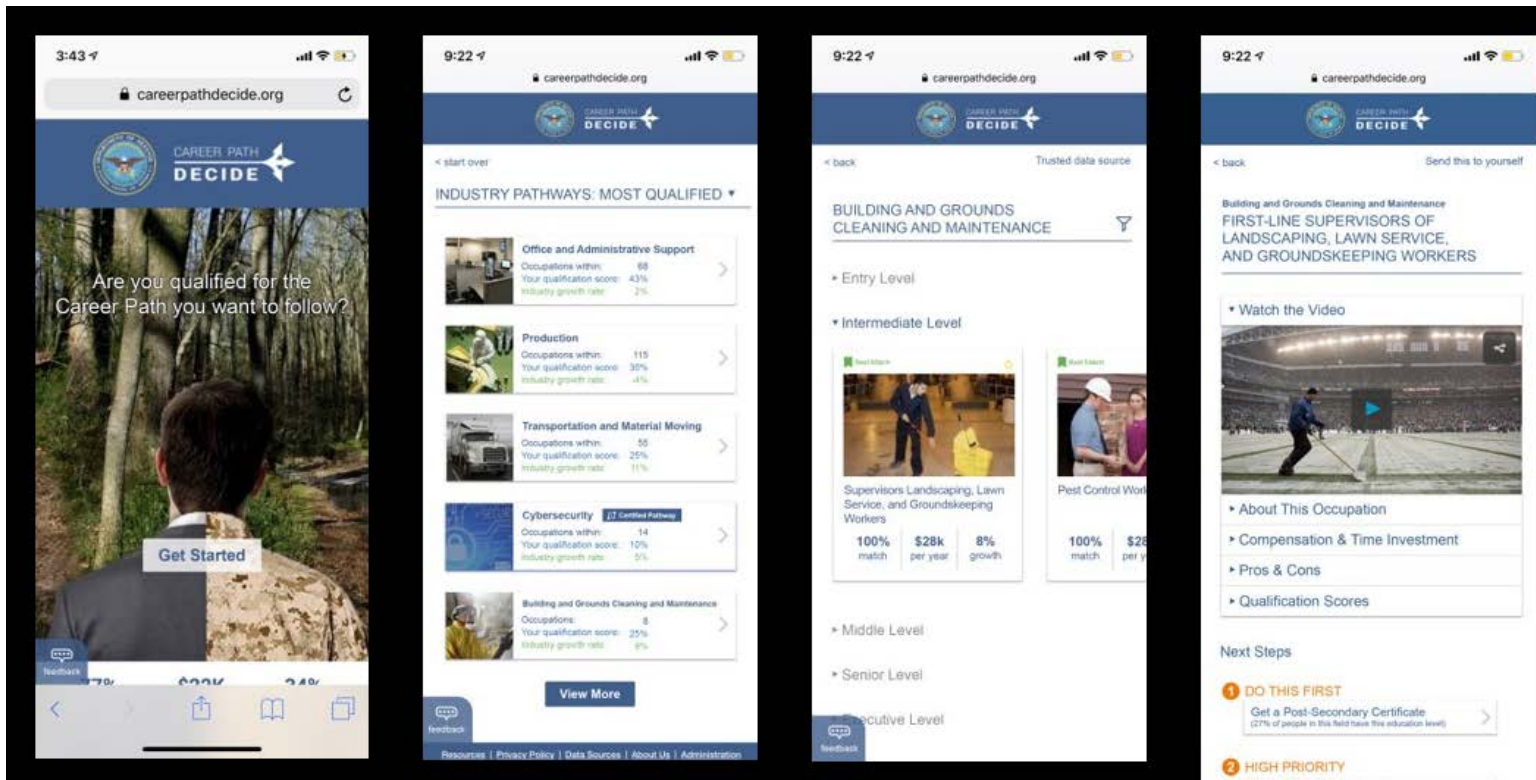 3:43
careerpathdecide.org
CAREER PATH
DECIDE
Are you qualified for the
Career Path you want to follow?
Get Started
feedback
9:22
careerpathdecide.org
CAREER PATH
DECIDE
< start over
INDUSTRY PATHWAYS: MOST QUALIFIED
Office and Administrative Support
Occupations within: 68
Your qualification score: 43%
Industry growth rate: 2%
Production
Occupations within: 115
Your qualification score: 35%
Industry growth rate: -4%
Transportation and Material Moving
Occupations within: 55
Your qualification score: 25%
Industry growth rate: 11%
Cybersecurity Certified Pathway
Occupations within: 14
Your qualification score: 10%
Industry growth rate: 5%
Building and Grounds Cleaning and Maintenance
Occupations: 8
Your qualification score: 25%
Industry growth rate:
View More
feedback
Resources | Privacy Policy | Data Sources | About Us | Administration
9:22
careerpathdecide.org
CAREER PATH
DECIDE
< back Trusted data source
BUILDING AND GROUNDS
CLEANING AND MAINTENANCE
Entry Level
Intermediate Level
Best Match
Supervisors Landscaping, Lawn
Service, and Groundskeeping
Workers
100% $28k 8%
match per year growth
Best Match
Pest Control Work
100% $28
match per y
Middle Level
Senior Level
Executive Level
feedback
9:22
careerpathdecide.org
CAREER PATH
DECIDE
< back Send this to yourself
Building and Grounds Cleaning and Maintenance
FIRST-LINE SUPERVISORS OF
LANDSCAPING, LAWN SERVICE,
AND GROUNDSKEEPING WORKERS
Watch the Video
About This Occupation
Compensation & Time Investment
Pros & Cons
Qualification Scores
Next Steps
1 DO THIS FIRST
Get a Post-Secondary Certificate
(27% of people in this field have this education level)
2 HIGH PRIORITY